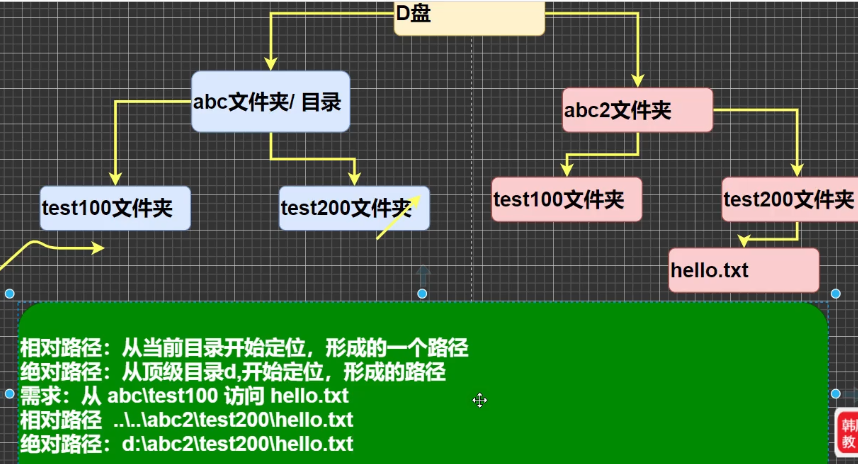 D盘
abc文件夹/ 目录
abc2文件夹
test100文件夹
test200文件夹
test100文件夹
test200文件夹
hello.txt
相对路径：从当前目录开始定位，形成的一个路径
绝对路径：从顶级目录d,开始定位，形成的路径
需求：从 abc\test100 访问 hello.txt
相对路径 ..\..\abc2\test200\hello.txt
绝对路径：d:\abc2\test200\hello.txt
教